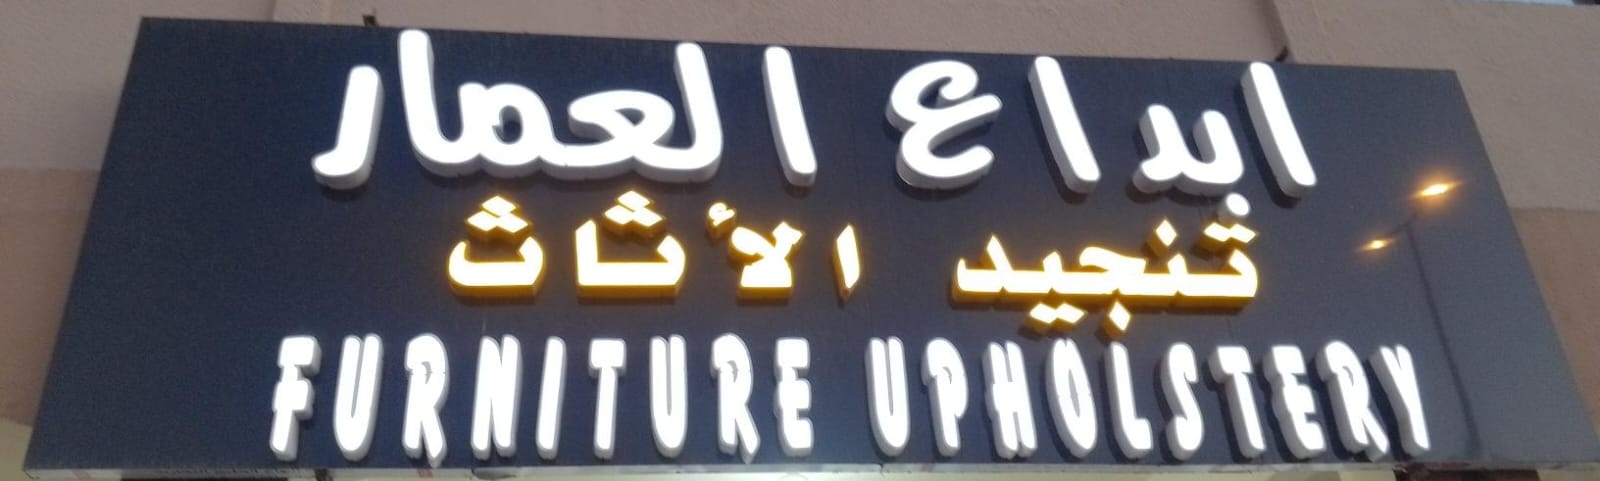 ابداع العمار
تنجيد الأثاث
FURNITURE UPHOLSTERY